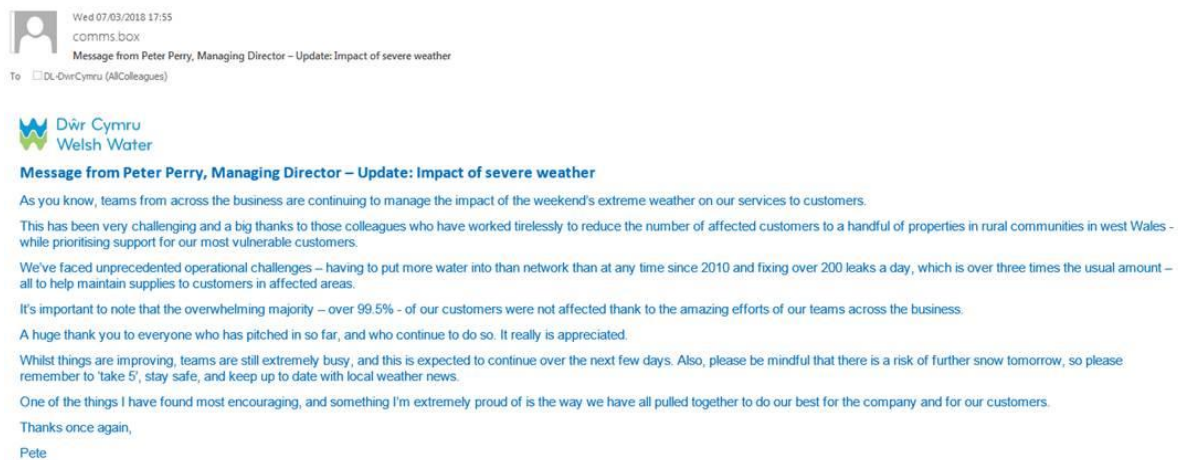 Wed 07/03/2018 17:55
comms.box
Message from Peter Perry, Managing Director – Update: Impact of severe weather
To DL-DwrCymru (AllColleagues)
Dŵr Cymru
Welsh Water
Message from Peter Perry, Managing Director – Update: Impact of severe weather
As you know, teams from across the business are continuing to manage the impact of the weekend's extreme weather on our services to customers.
This has been very challenging and a big thanks to those colleagues who have worked tirelessly to reduce the number of affected customers to a handful of properties in rural communities in west Wales -
while prioritising support for our most vulnerable customers.
We've faced unprecedented operational challenges – having to put more water into than network than at any time since 2010 and fixing over 200 leaks a day, which is over three times the usual amount –
all to help maintain supplies to customers in affected areas.
It's important to note that the overwhelming majority – over 99.5% - of our customers were not affected thank to the amazing efforts of our teams across the business.
A huge thank you to everyone who has pitched in so far, and who continue to do so. It really is appreciated.
Whilst things are improving, teams are still extremely busy, and this is expected to continue over the next few days. Also, please be mindful that there is a risk of further snow tomorrow, so please
remember to 'take 5', stay safe, and keep up to date with local weather news.
One of the things I have found most encouraging, and something I'm extremely proud of is the way we have all pulled together to do our best for the company and for our customers.
Thanks once again,
Pete